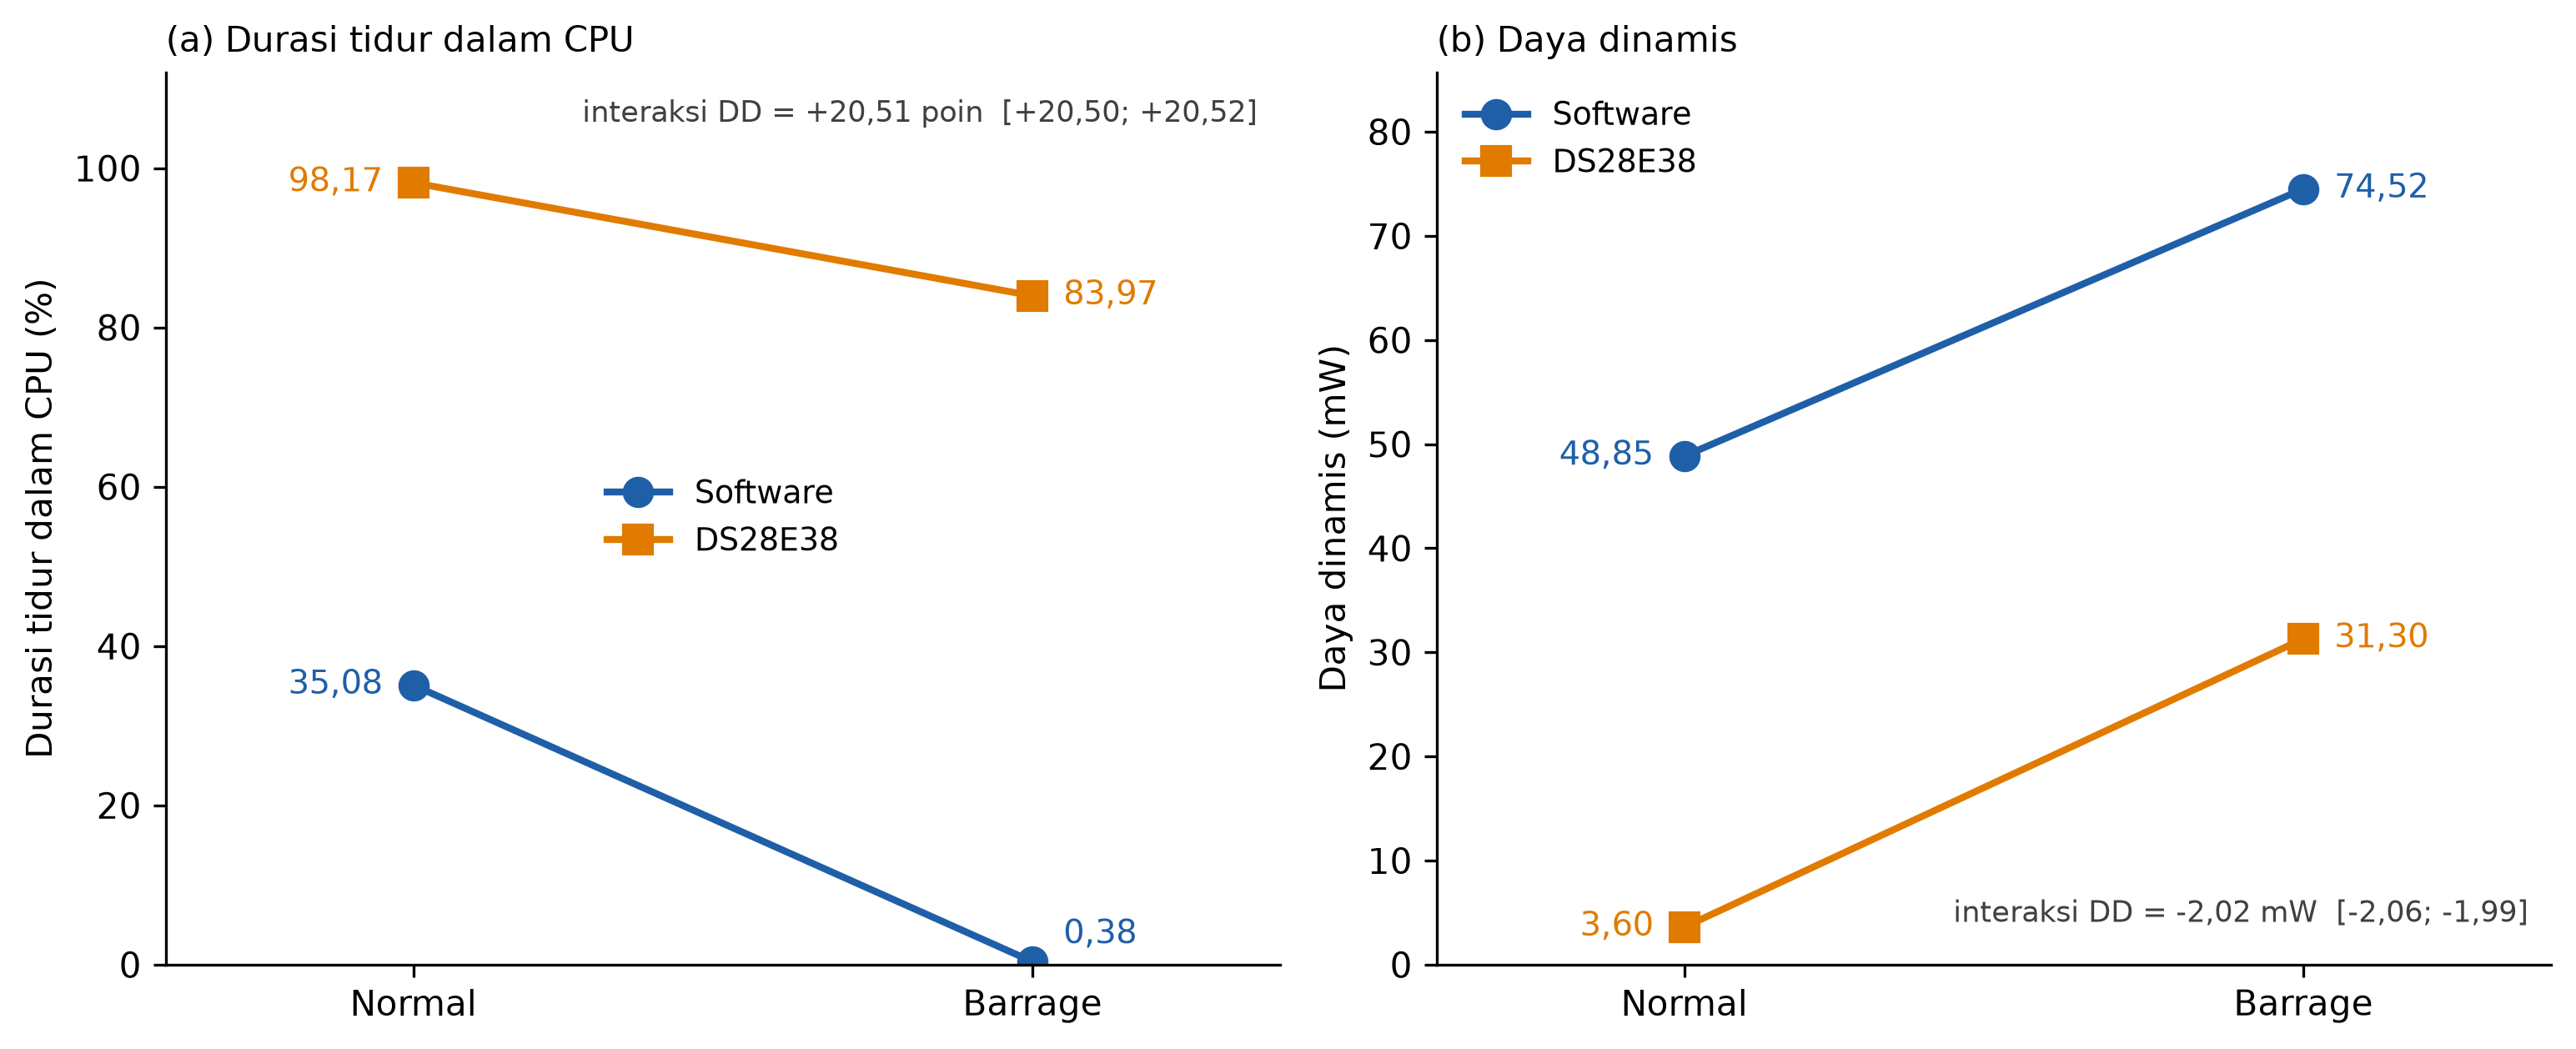 (a) Durasi tidur dalam CPU
interaksi DD = +20,51 poin [+20,50; +20,52]
Durasi tidur dalam CPU (%)
100
80
60
40
20
0
98,17
83,97
35,08
0,38
Software
DS28E38
Normal
Barrage
(b) Daya dinamis
Software
DS28E38
Daya dinamis (mW)
80
70
60
50
40
30
20
10
0
74,52
48,85
31,30
3,60
interaksi DD = -2,02 mW [-2,06; -1,99]
Normal
Barrage